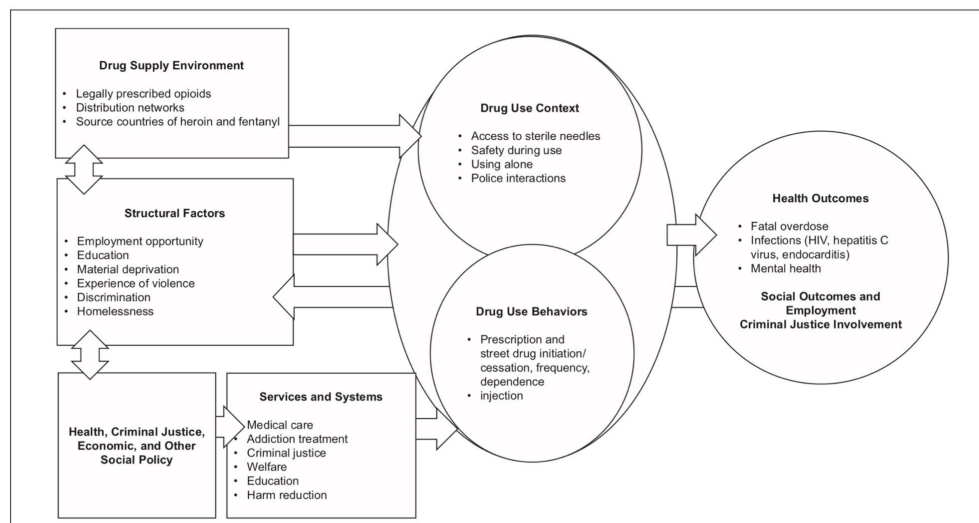 Drug Supply Environment
• Legally prescribed opioids
• Distribution networks
• Source countries of heroin and fentanyl
Structural Factors
• Employment opportunity
• Education
• Material deprivation
• Experience of violence
• Discrimination
• Homelessness
Health, Criminal Justice,
Economic, and Other
Social Policy
Services and Systems
Medical care
• Addiction treatment
• Criminal justice
• Welfare
• Education
• Harm reduction
Drug Use Context
• Access to sterile needles
• Safety during use
• Using alone
• Police interactions
Drug Use Behaviors
• Prescription and
street drug initiation/
cessation, frequency,
dependence
• injection
Health Outcomes
• Fatal overdose
• Infections (HIV, hepatitis C
virus, endocarditis)
• Mental health
Social Outcomes and
Employment
Criminal Justice Involvement